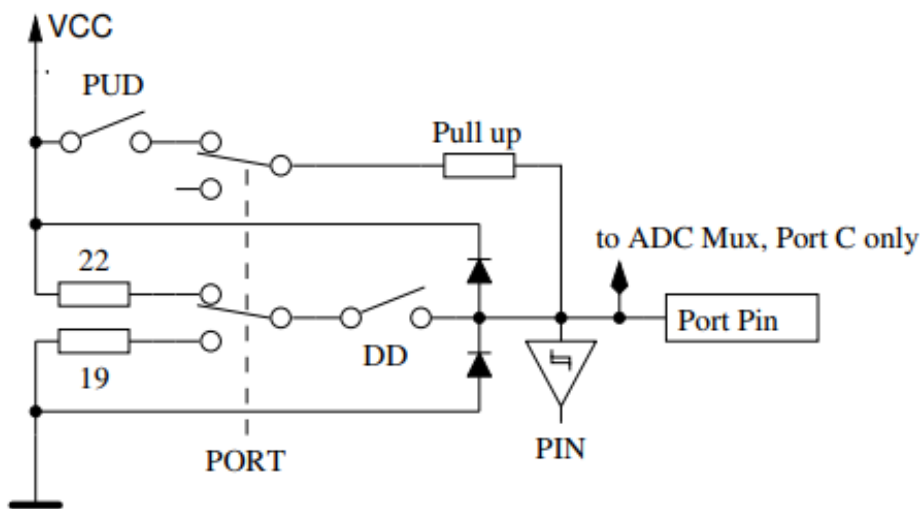 VCC
PUD
Pull up
to ADC Mux, Port C only
22
Port Pin
DD
19
PIN
PORT